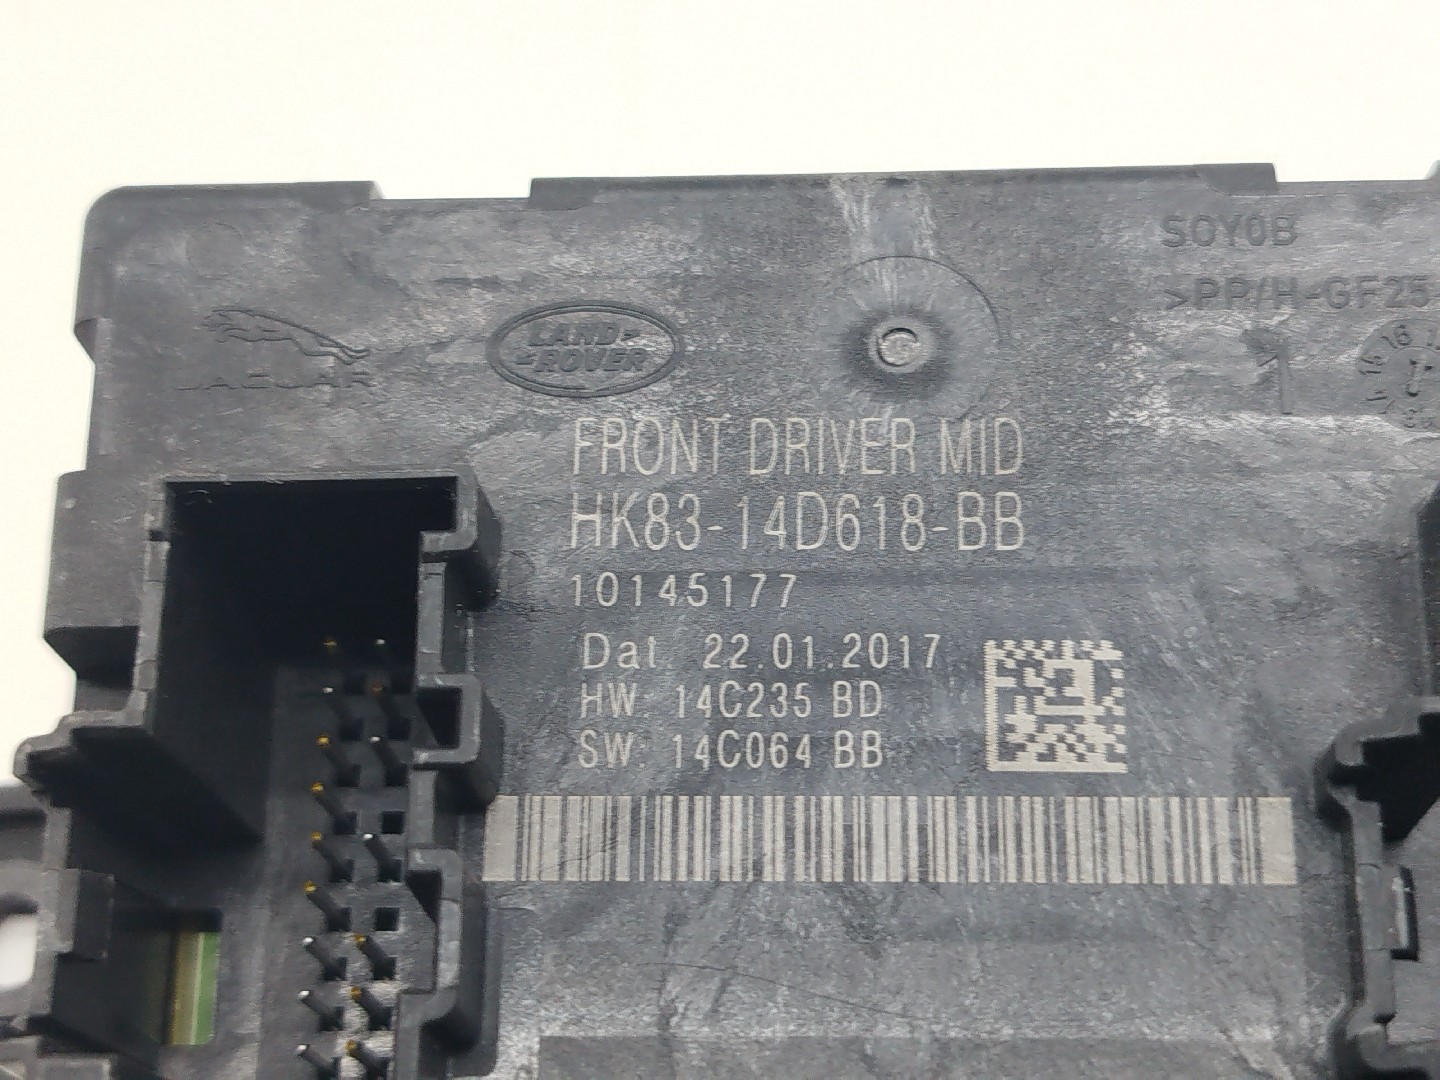 SOY0B
>PP/H-GF25
JAGUAR
LAND-
-ROVER
1
FRONT DRIVER MID
HK83-14D618-BB
10145177
Dat. 22.01.2017
HW: 14C235 BD
SW: 14C064 BB